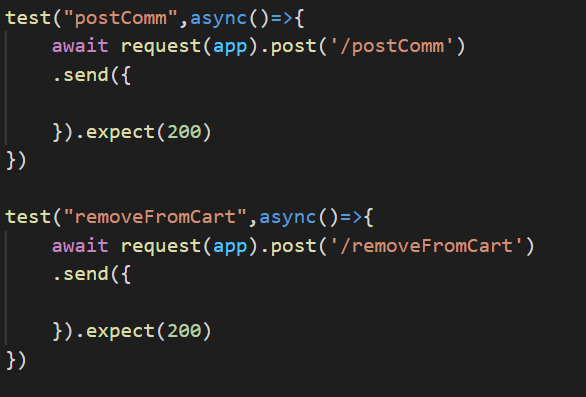 test("postComm",async()=>{
    await request(app).post('/postComm')
    .send({

    }).expect(200)
})

test("removeFromCart",async()=>{
    await request(app).post('/removeFromCart')
    .send({

    }).expect(200)
})